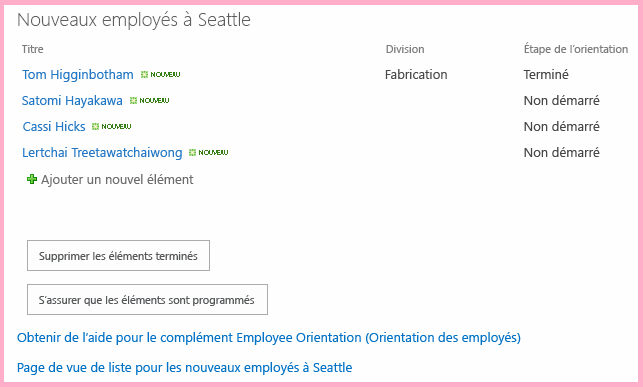 Nouveaux employés à Seattle
Titre Division Étape de l'orientation
Tom Higginbotham NOUVEAU Fabrication Terminé
Satomi Hayakawa NOUVEAU Non démarré
Cassi Hicks NOUVEAU Non démarré
Lertchai Treetawatchaiwong NOUVEAU Non démarré
Ajouter un nouvel élément
Supprimer les éléments terminés
S'assurer que les éléments sont programmés
Obtenir de l'aide pour le complément Employee Orientation (Orientation des employés)
Page de vue de liste pour les nouveaux employés à Seattle